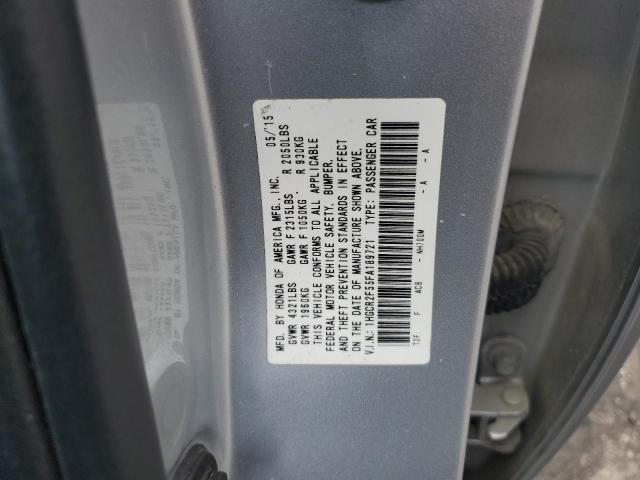 MFD. BY HONDA OF AMERICA MFG., INC. 05/'15
GVWR 4321LBS GAWR F 2315LBS R 2050LBS
GVWR 1960KG GAWR F 1050KG R 930KG
THIS VEHICLE CONFORMS TO ALL APPLICABLE
FEDERAL MOTOR VEHICLE SAFETY, BUMPER,
AND THEFT PREVENTION STANDARDS IN EFFECT
ON THE DATE OF MANUFACTURE SHOWN ABOVE.
V.I.N.: 1HGCR2F55FA189721 TYPE: PASSENGER CAR
T2F F AC8 - NH700M - A - A